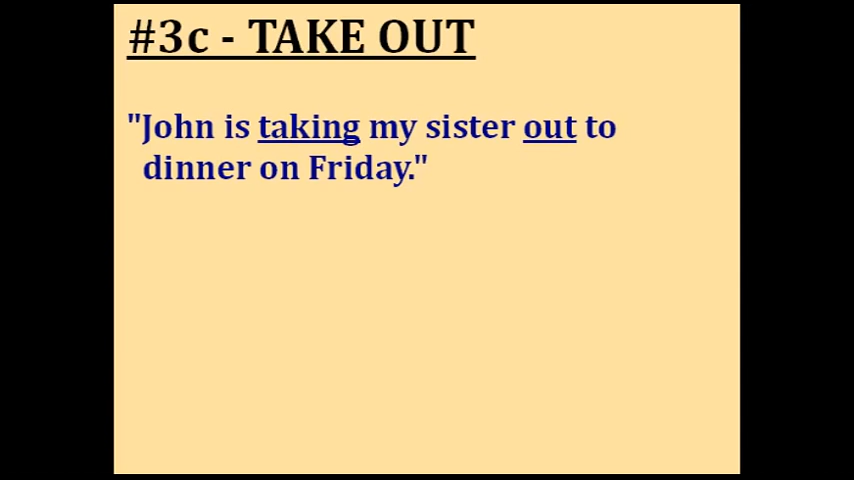 #3c - TAKE OUT
"John is taking my sister out to
dinner on Friday."